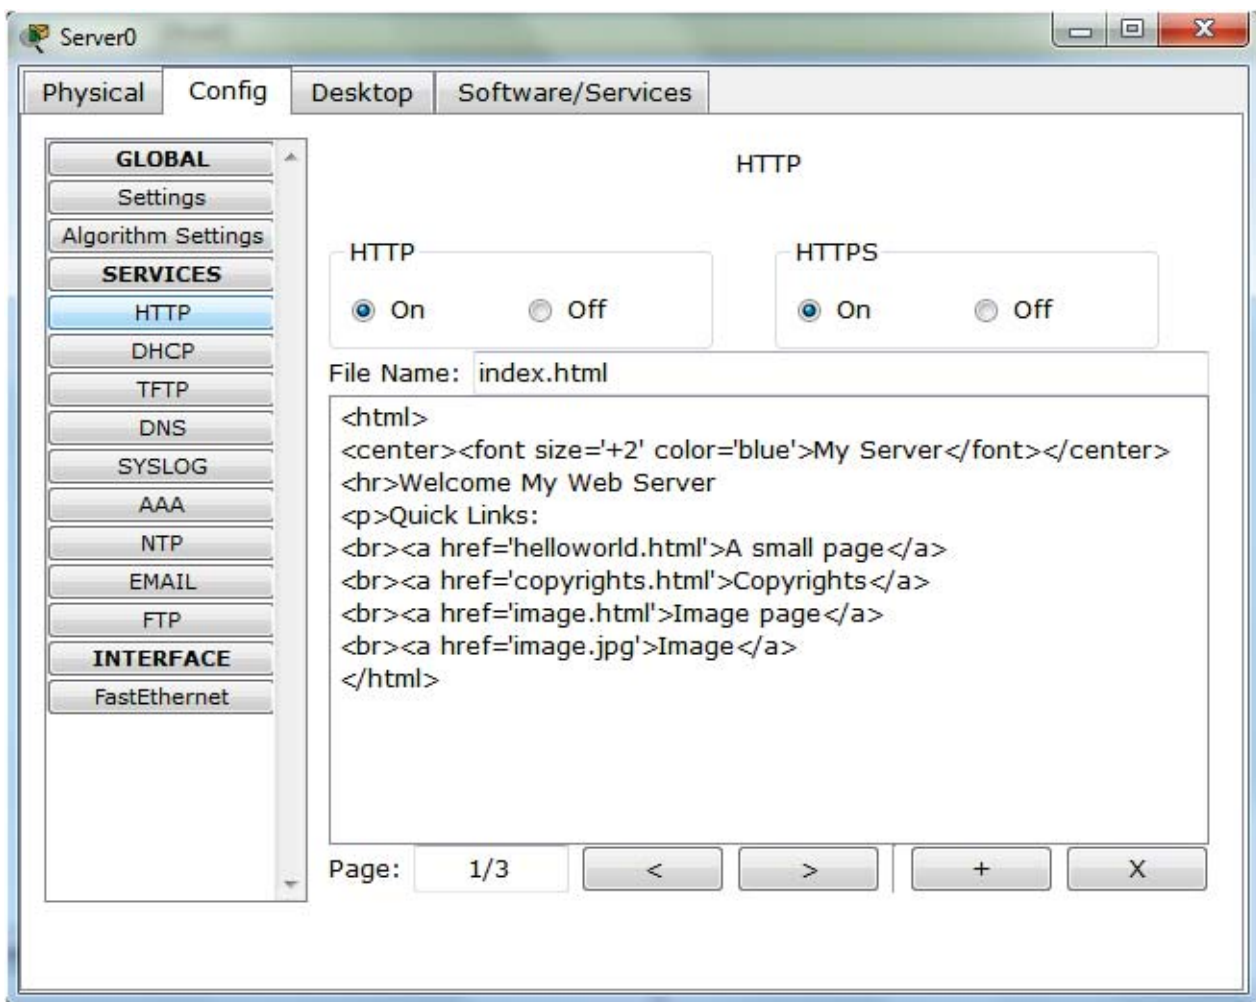 Server0
X
Physical Config Desktop Software/Services
GLOBAL
Settings
Algorithm Settings
SERVICES
HTTP
DHCP
TFTP
DNS
SYSLOG
AAA
NTP
EMAIL
FTP
INTERFACE
FastEthernet
HTTP
HTTP
On Off
HTTPS
On Off
File Name: index.html
<html>
<center><font size='+2' color='blue'>My Server</font></center>
<hr>Welcome My Web Server
<p>Quick Links:
<br><a href='helloworld.html'>A small page</a>
<br><a href='copyrights.html'>Copyrights</a>
<br><a href='image.html'>Image page</a>
<br><a href='image.jpg'>Image</a>
</html>
Page: 1/3 < > + X